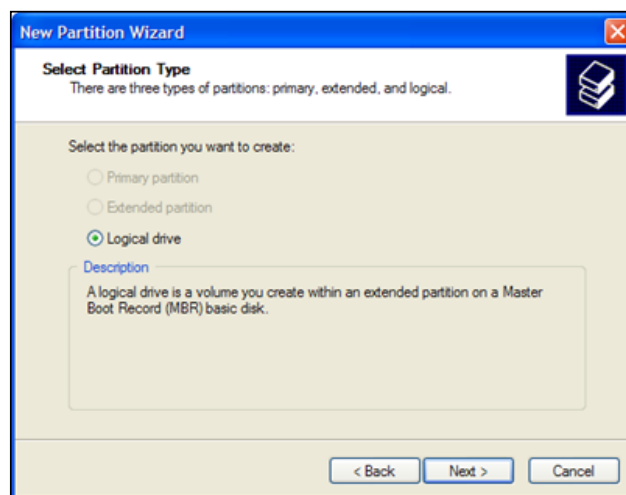 New Partition Wizard
Select Partition Type
There are three types of partitions: primary, extended, and logical.
Select the partition you want to create:
Primary partition
Extended partition
Logical drive
Description
A logical drive is a volume you create within an extended partition on a Master
Boot Record (MBR) basic disk.
< Back Next > Cancel